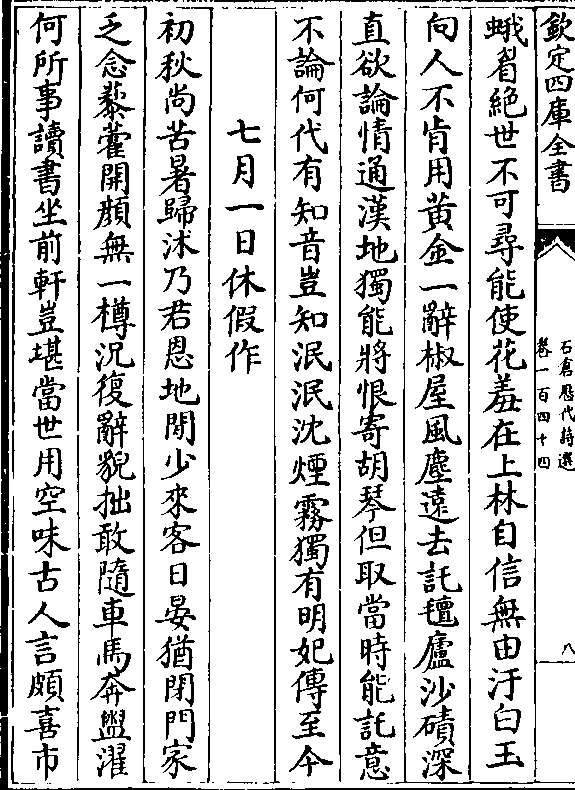 欽定四庫全書
石倉歷代詩選
卷一百四十四
八
蛾眉絶世不可尋能使花羞在上林自信無由汙白玉
向人不肯用黄金一辭椒屋風塵遠去託氊廬沙磧深
直欲論情通漢地獨能將恨寄胡琴但取當時能託意
不論何代有知音豈知泯泯沈煙霧獨有明妃傳至今
七月一日休假作
初秋尚苦暑歸沐乃君恩地閒少來客日晏猶閉門家
乏念藜藿開顔無一樽況復辭貌拙敢隨車馬奔盥濯
何所事讀書坐前軒豈堪當世用空味古人言頗喜市